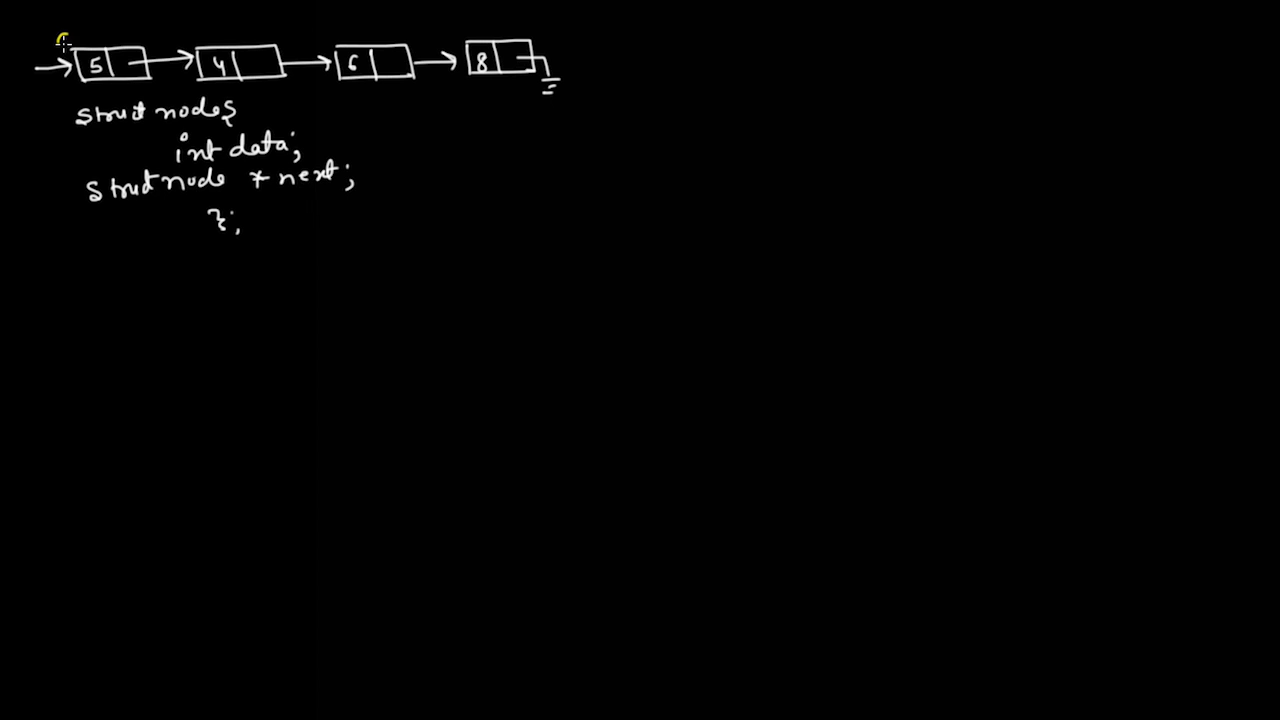 5 4 6 8
struct node{
int data;
struct node * next;
};